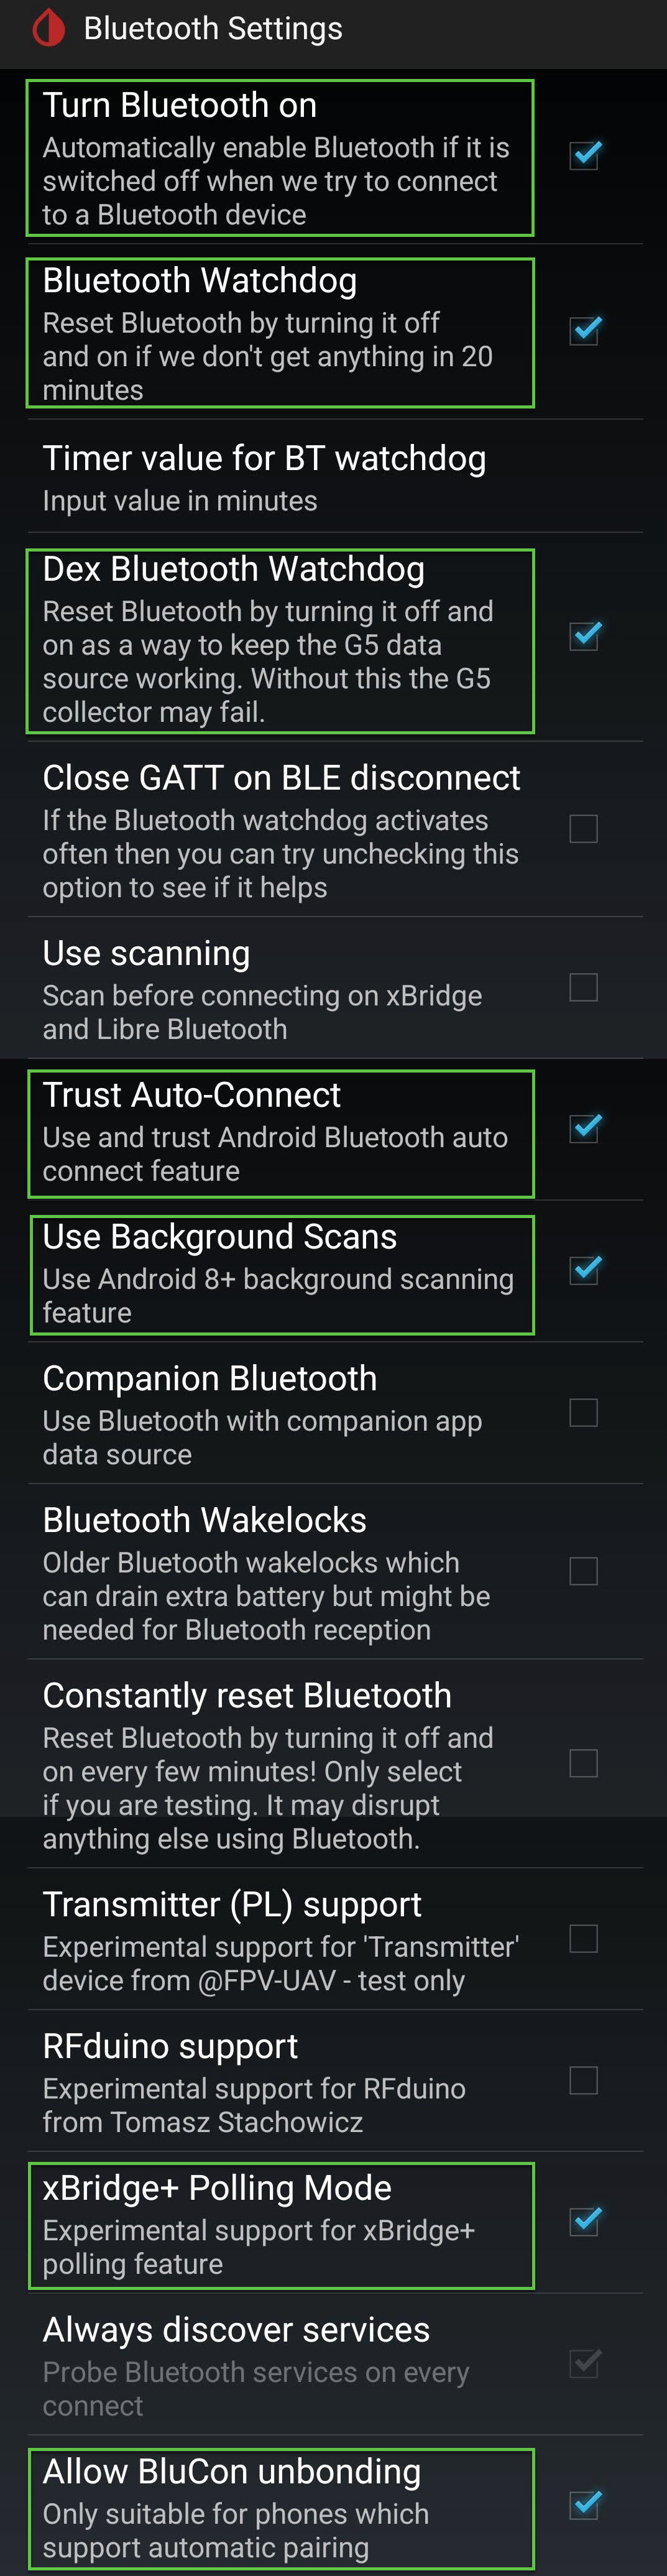 Bluetooth Settings
Turn Bluetooth on
Automatically enable Bluetooth if it is
switched off when we try to connect
to a Bluetooth device
Bluetooth Watchdog
Reset Bluetooth by turning it off
and on if we don't get anything in 20
minutes
Timer value for BT watchdog
Input value in minutes
Dex Bluetooth Watchdog
Reset Bluetooth by turning it off and
on as a way to keep the G5 data
source working. Without this the G5
collector may fail.
Close GATT on BLE disconnect
If the Bluetooth watchdog activates
often then you can try unchecking this
option to see if it helps
Use scanning
Scan before connecting on xBridge
and Libre Bluetooth
Trust Auto-Connect
Use and trust Android Bluetooth auto
connect feature
Use Background Scans
Use Android 8+ background scanning
feature
Companion Bluetooth
Use Bluetooth with companion app
data source
Bluetooth Wakelocks
Older Bluetooth wakelocks which
can drain extra battery but might be
needed for Bluetooth reception
Constantly reset Bluetooth
Reset Bluetooth by turning it off and
on every few minutes! Only select
if you are testing. It may disrupt
anything else using Bluetooth.
Transmitter (PL) support
Experimental support for 'Transmitter'
device from @FPV-UAV - test only
RFduino support
Experimental support for RFduino
from Tomasz Stachowicz
xBridge+ Polling Mode
Experimental support for xBridge+
polling feature
Always discover services
Probe Bluetooth services on every
connect
Allow BluCon unbonding
Only suitable for phones which
support automatic pairing